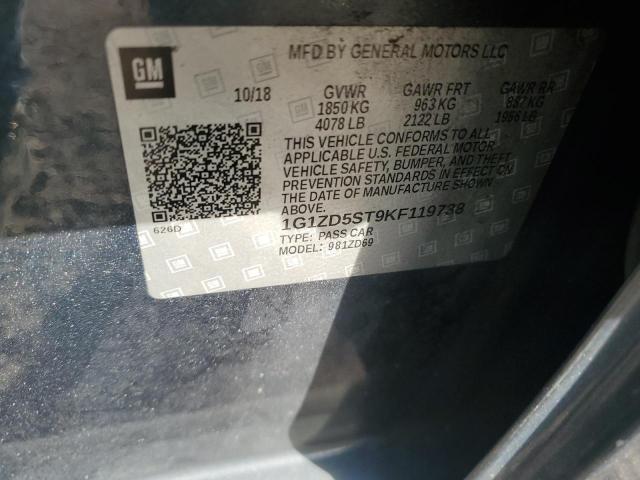 GM
MFD BY GENERAL MOTORS LLC
10/18 GVWR GAWR FRT GAWR RR
1850 KG 963 KG 887 KG
4078 LB 2122 LB 1956 LB
THIS VEHICLE CONFORMS TO ALL
APPLICABLE U.S. FEDERAL MOTOR
VEHICLE SAFETY, BUMPER, AND THEFT
PREVENTION STANDARDS IN EFFECT ON
THE DATE OF MANUFACTURE SHOWN
ABOVE.
626D
1G1ZD5ST9KF119738
TYPE: PASS CAR
MODEL: 981ZD69